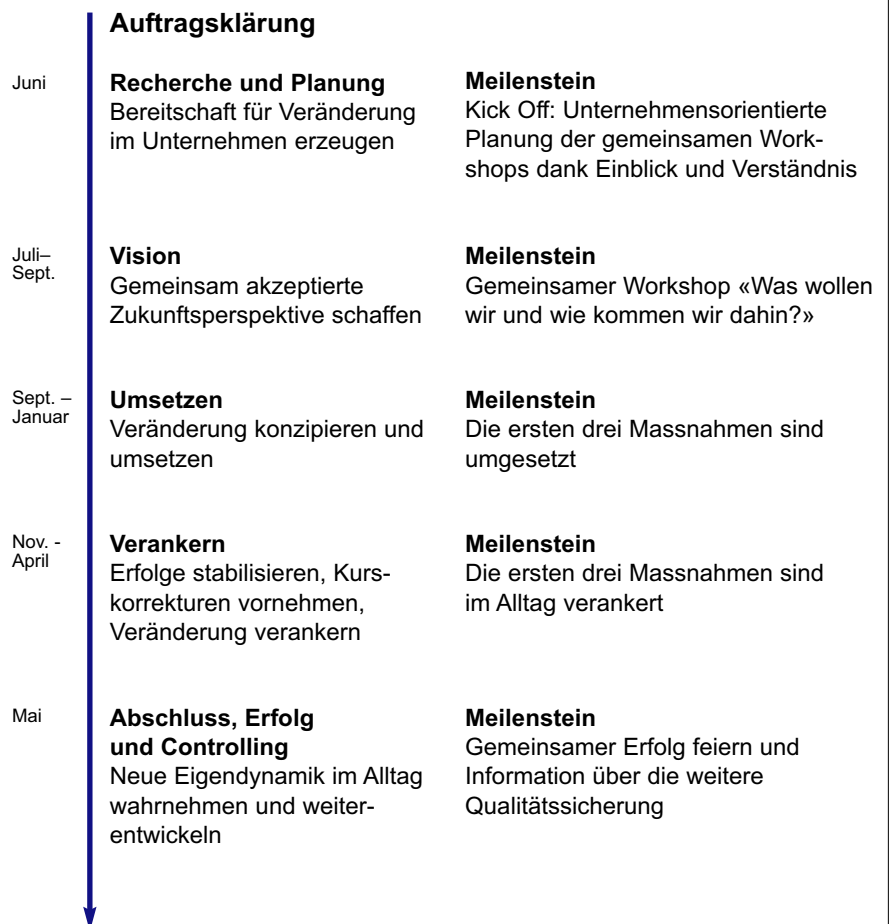 Auftragsklärung
Juni
Recherche und Planung
Bereitschaft für Veränderung
im Unternehmen erzeugen
Meilenstein
Kick Off: Unternehmensorientierte
Planung der gemeinsamen Work-
shops dank Einblick und Verständnis
Juli–
Sept.
Vision
Gemeinsam akzeptierte
Zukunftsperspektive schaffen
Meilenstein
Gemeinsamer Workshop «Was wollen
wir und wie kommen wir dahin?»
Sept. –
Januar
Umsetzen
Veränderung konzipieren und
umsetzen
Meilenstein
Die ersten drei Massnahmen sind
umgesetzt
Nov. -
April
Verankern
Erfolge stabilisieren, Kurs-
korrekturen vornehmen,
Veränderung verankern
Meilenstein
Die ersten drei Massnahmen sind
im Alltag verankert
Mai
Abschluss, Erfolg
und Controlling
Neue Eigendynamik im Alltag
wahrnehmen und weiter-
entwickeln
Meilenstein
Gemeinsamer Erfolg feiern und
Information über die weitere
Qualitätssicherung